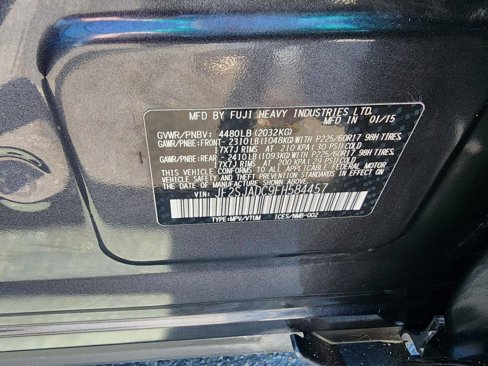 MFD BY FUJI HEAVY INDUSTRIES LTD.
MFD IN 01/15
GVWR/PNBV: 4480LB(2032KG)
GAWR/PNBE:FRONT- 2310LB(1048KG)WITH P225/60R17 98H TIRES,
17X7J RIMS AT 210 KPA(30 PSI)COLD
GAWR/PNBE:REAR - 2410LB(1093KG)WITH P225/60R17 98H TIRES,
17X7J RIMS AT 200 KPA(29 PSI)COLD
THIS VEHICLE CONFORMS TO ALL APPLICABLE FEDERAL MOTOR
VEHICLE SAFETY AND THEFT PREVENTION STANDARDS IN
EFFECT ON THE DATE OF MANUFACTURE SHOWN ABOVE.
VIN: JF2SJADC9FH584457
TYPE:MPV/VTUM ICES/NMB-002